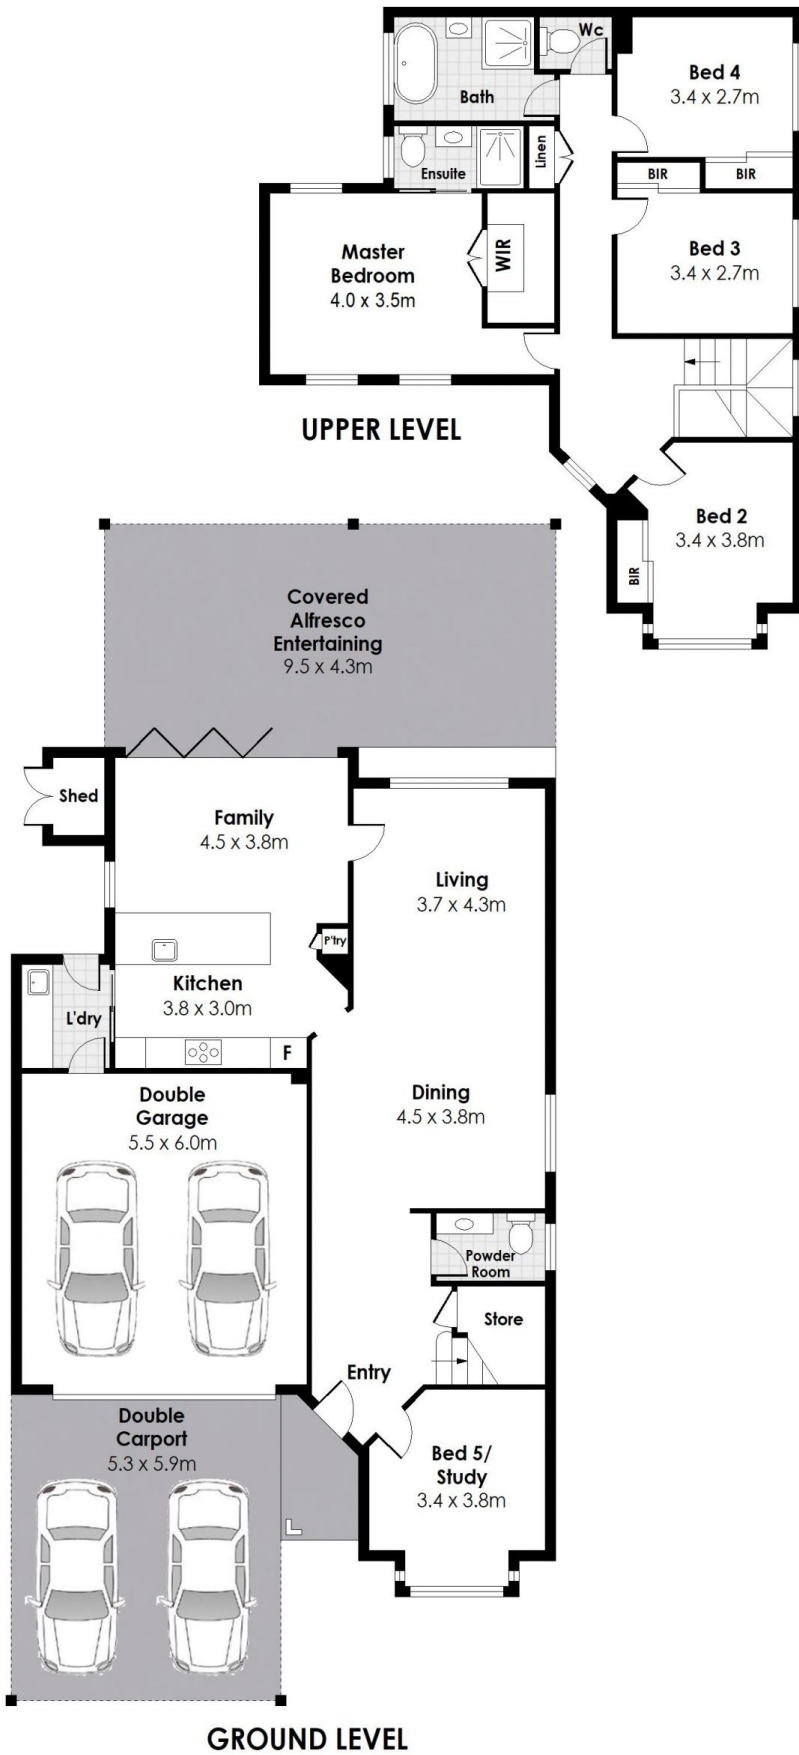 Wc
Bed 4
3.4 x 2.7m
Bath
Linen
Ensuite
BIR
BIR
Master
Bedroom
4.0 x 3.5m
WIR
Bed 3
3.4 x 2.7m
UPPER LEVEL
Bed 2
3.4 x 3.8m
BIR
Covered
Alfresco
Entertaining
9.5 x 4.3m
Shed
Family
4.5 x 3.8m
Living
3.7 x 4.3m
P'try
Kitchen
3.8 x 3.0m
L'dry
F
Double
Garage
5.5 x 6.0m
Dining
4.5 x 3.8m
Powder
Room
Store
Entry
Double
Carport
5.3 x 5.9m
Bed 5/
Study
3.4 x 3.8m
GROUND LEVEL